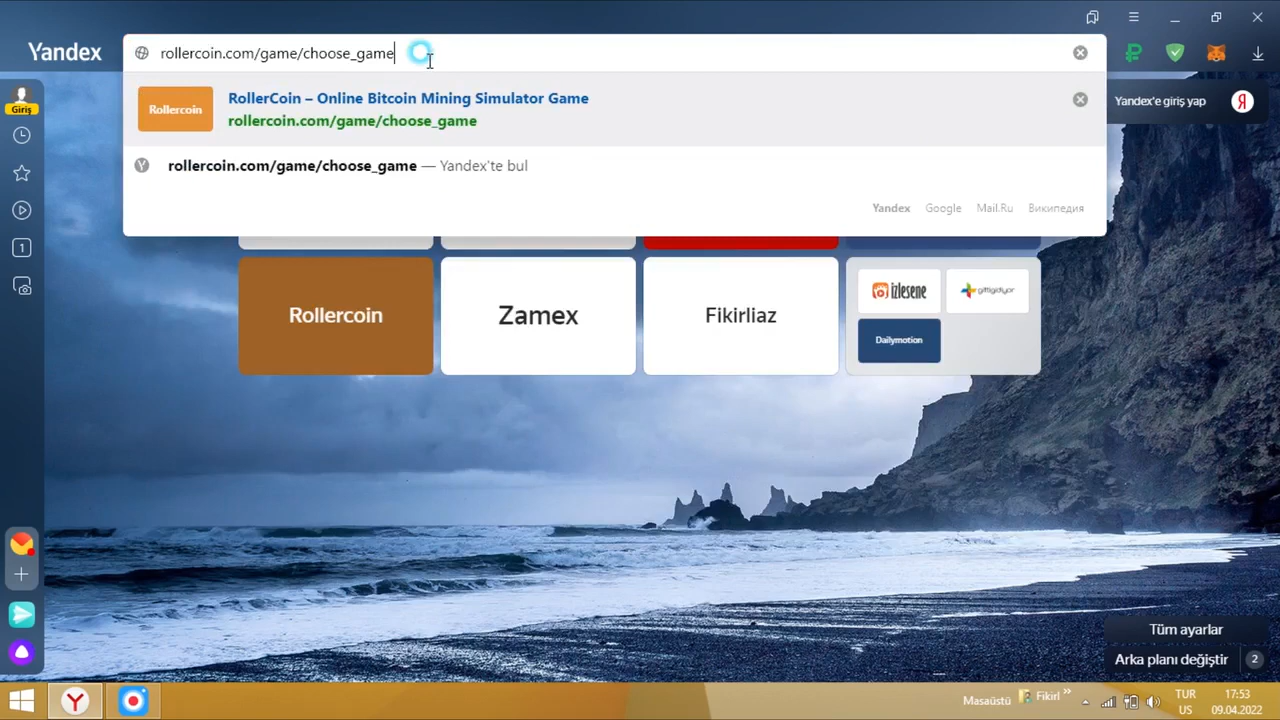 Yandex
rollercoin.com/game/choose_game
Giriş
Rollercoin
RollerCoin – Online Bitcoin Mining Simulator Game
rollercoin.com/game/choose_game
Yandex'e giriş yap
Я
Y
rollercoin.com/game/choose_game — Yandex'te bul
Yandex Google Mail.Ru Википедия
1
Rollercoin
Zamex
Fikirliaz
izlesene
gittigidiyor
Dailymotion
Tüm ayarlar
Arka planı değiştir 2
Masaüstü
Fikirl
TUR
US
17:53
09.04.2022